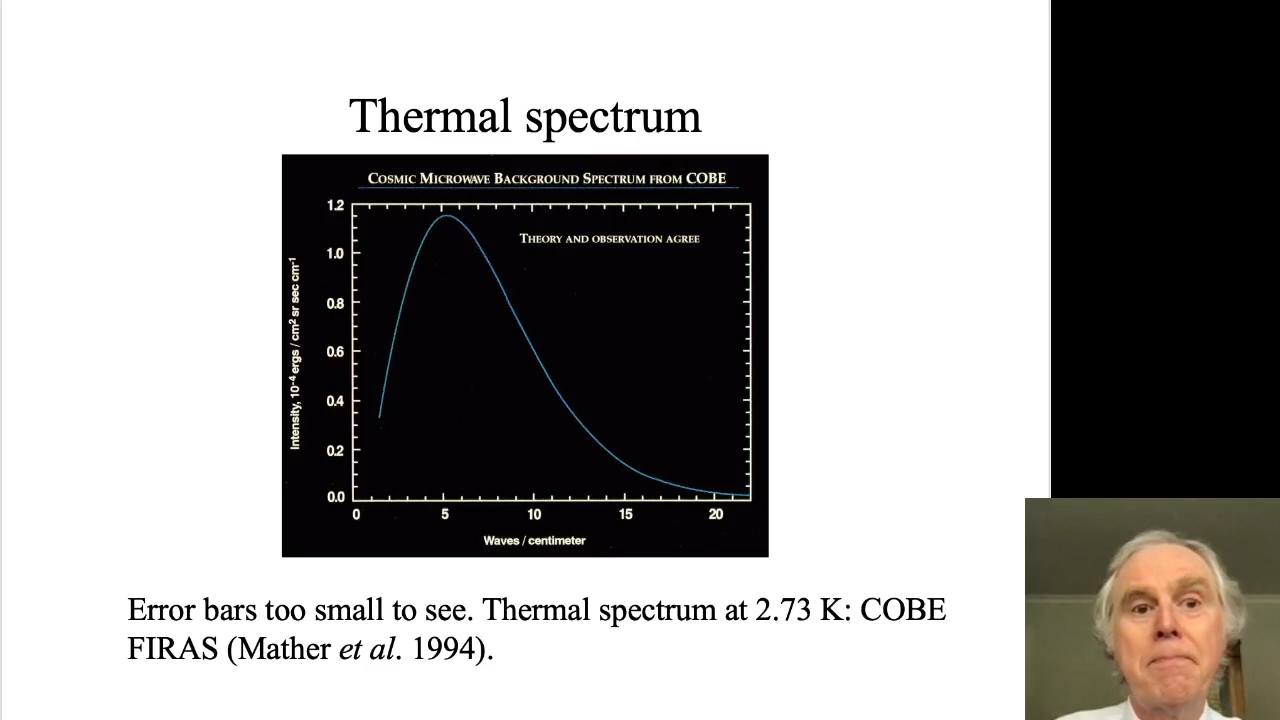 Thermal spectrum
COSMIC MICROWAVE BACKGROUND SPECTRUM FROM COBE
THEORY AND OBSERVATION AGREE
Intensity, 10⁻⁴ ergs / cm² sr sec cm⁻¹
1.2
1.0
0.8
0.6
0.4
0.2
0.0
0 5 10 15 20
Waves / centimeter
Error bars too small to see. Thermal spectrum at 2.73 K: COBE
FIRAS (Mather et al. 1994).